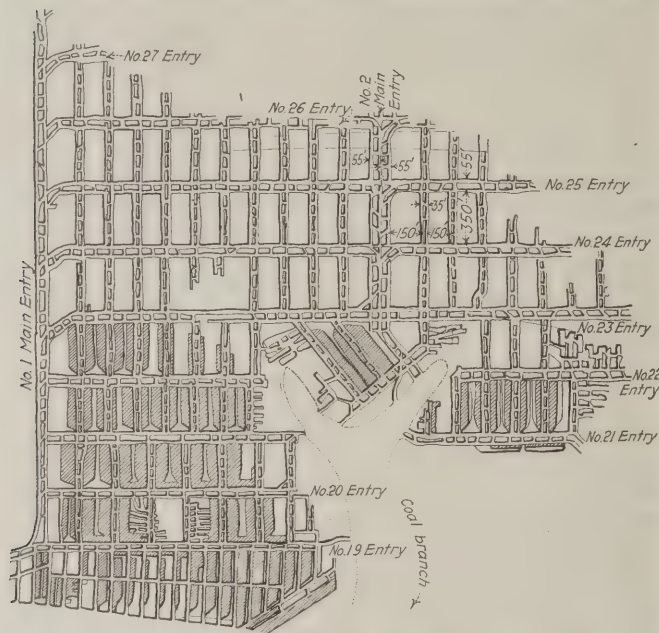 No.27 Entry
No.26 Entry
No.2
Main
Entry
55'
55'
55'
No.25 Entry
35'
150'
150'
350'
No.24 Entry
No.1 Main Entry
No.23 Entry
No.22
Entry
No.21 Entry
No.20 Entry
Coal branch
No.19 Entry